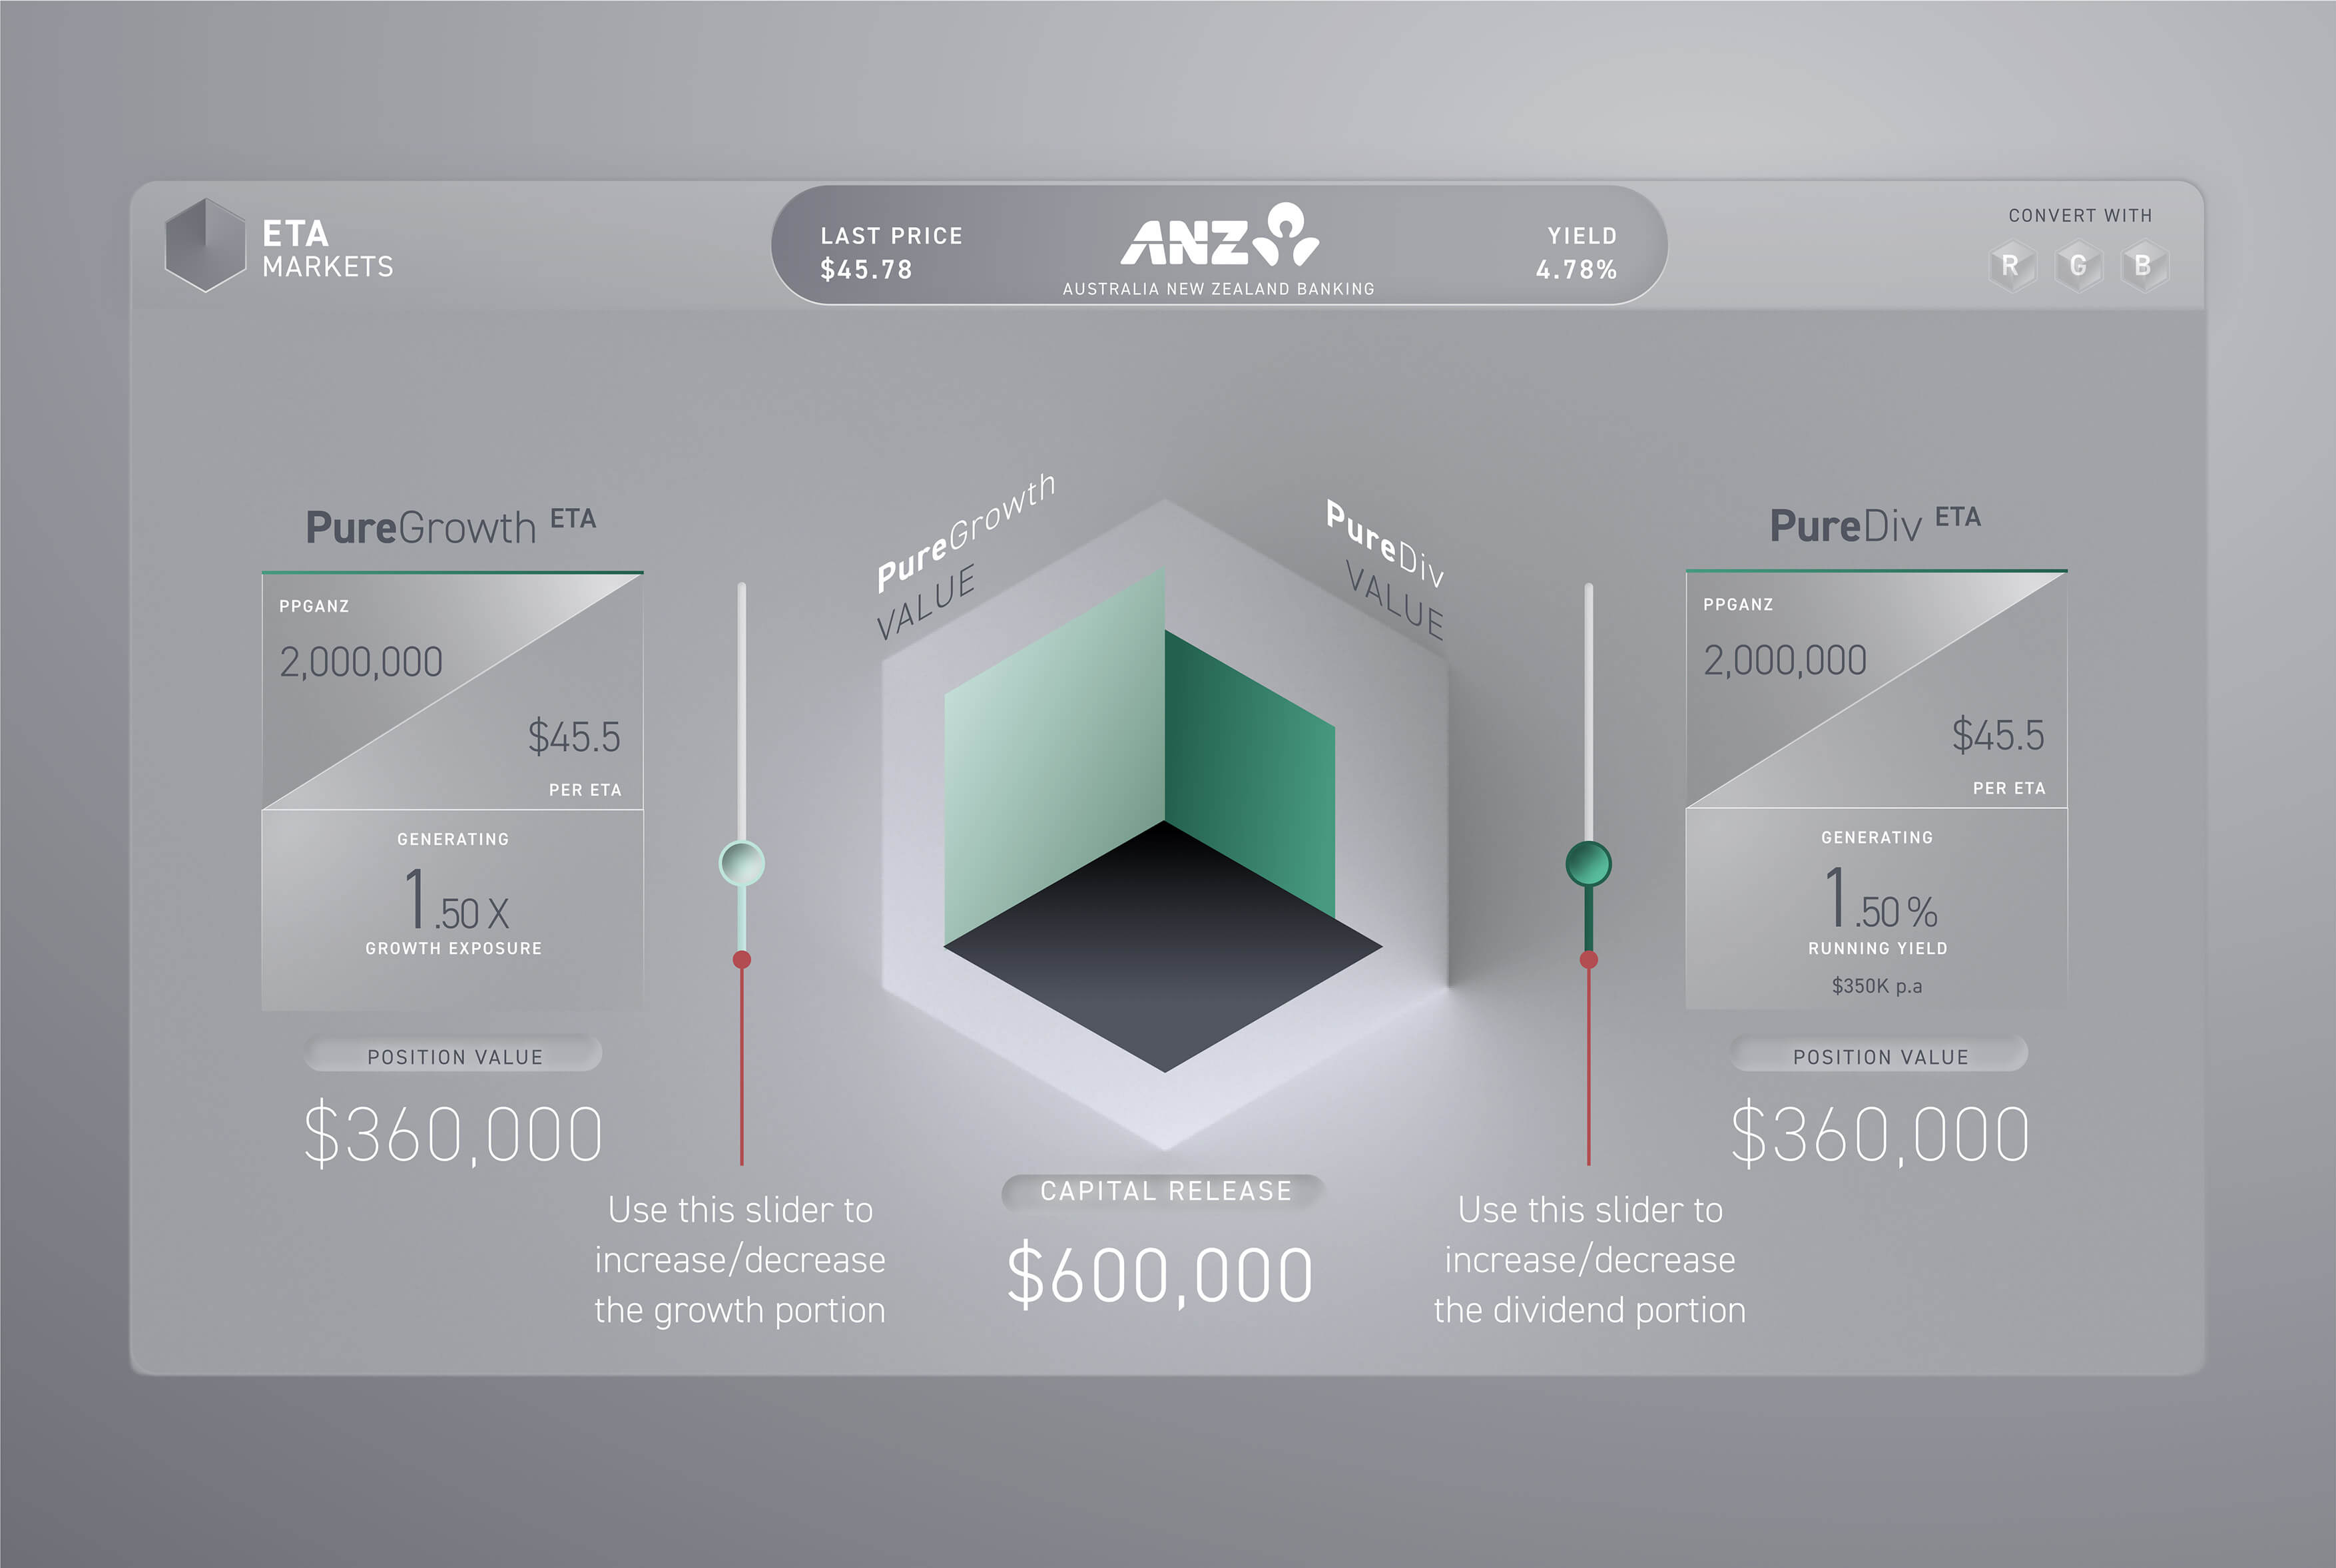 ETA
MARKETS
LAST PRICE
$45.78
ANZ
AUSTRALIA NEW ZEALAND BANKING
YIELD
4.78%
CONVERT WITH
R G B
PureGrowth ETA
PPGANZ
2,000,000
$45.5
PER ETA
GENERATING
1.50 X
GROWTH EXPOSURE
POSITION VALUE
$360,000
Use this slider to
increase/decrease
the growth portion
PureGrowth
VALUE
PureDiv
VALUE
CAPITAL RELEASE
$600,000
Use this slider to
increase/decrease
the dividend portion
PureDiv ETA
PPGANZ
2,000,000
$45.5
PER ETA
GENERATING
1.50 %
RUNNING YIELD
$350K p.a
POSITION VALUE
$360,000